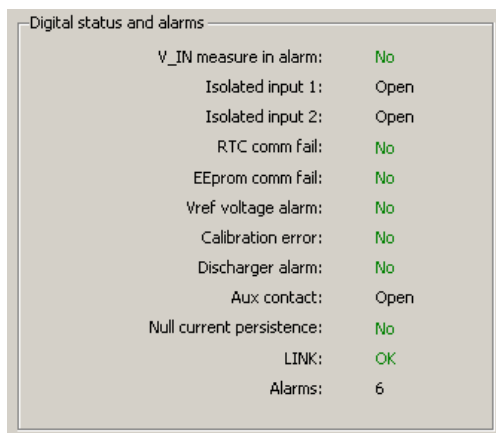 Digital status and alarms
V_IN measure in alarm: No
Isolated input 1: Open
Isolated input 2: Open
RTC comm fail: No
EEprom comm fail: No
Vref voltage alarm: No
Calibration error: No
Discharger alarm: No
Aux contact: Open
Null current persistence: No
LINK: OK
Alarms: 6